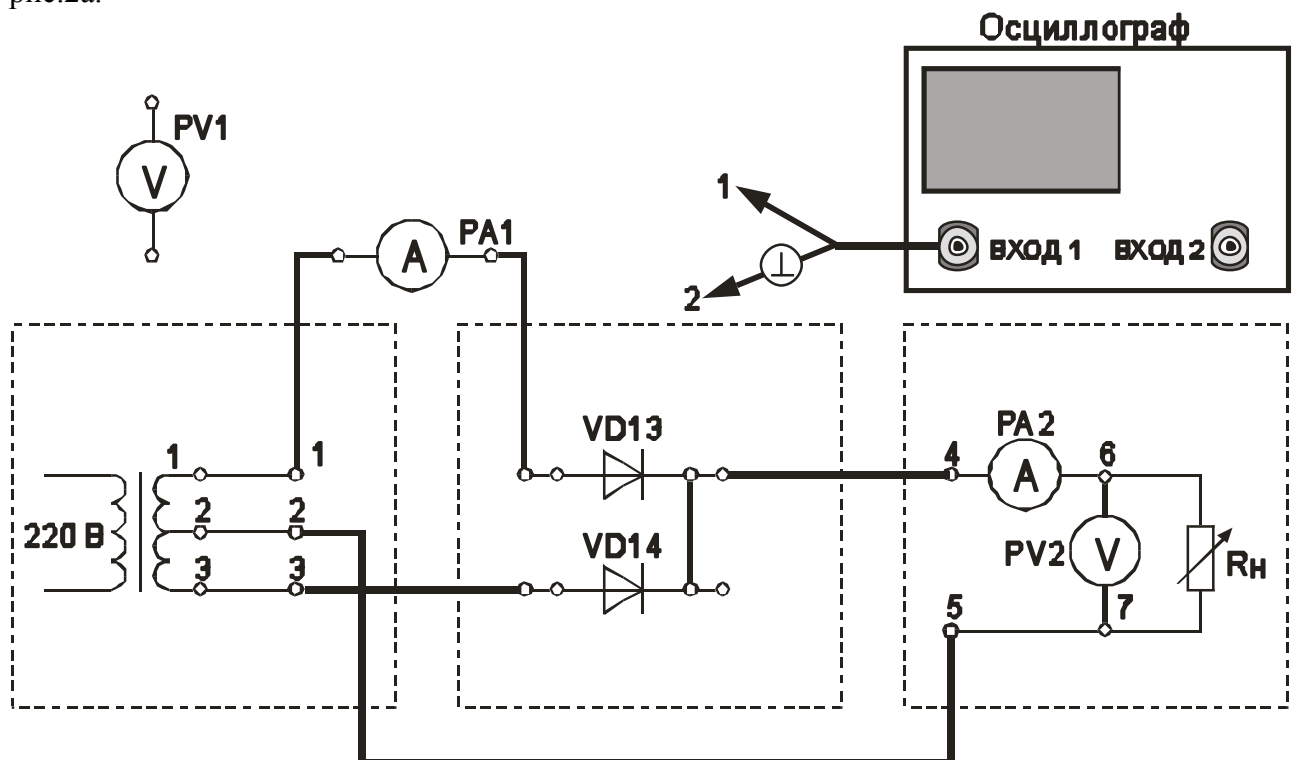 рис.2а.
Осциллограф
PV1
V
1
PA1
A
ВХОД 1 ВХОД 2
⊥
2
VD13
PA2
1 1
4
A
6
2 2
220 В
VD14
PV2
V
RН
3 3
5
7